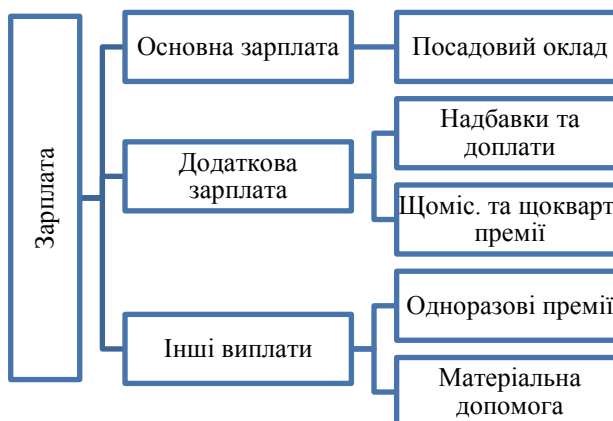 Зарплата
Основна зарплата
Посадовий оклад
Додаткова
зарплата
Надбавки та
доплати
Щоміс. та щокварт
премії
Інші виплати
Одноразові премії
Матеріальна
допомога